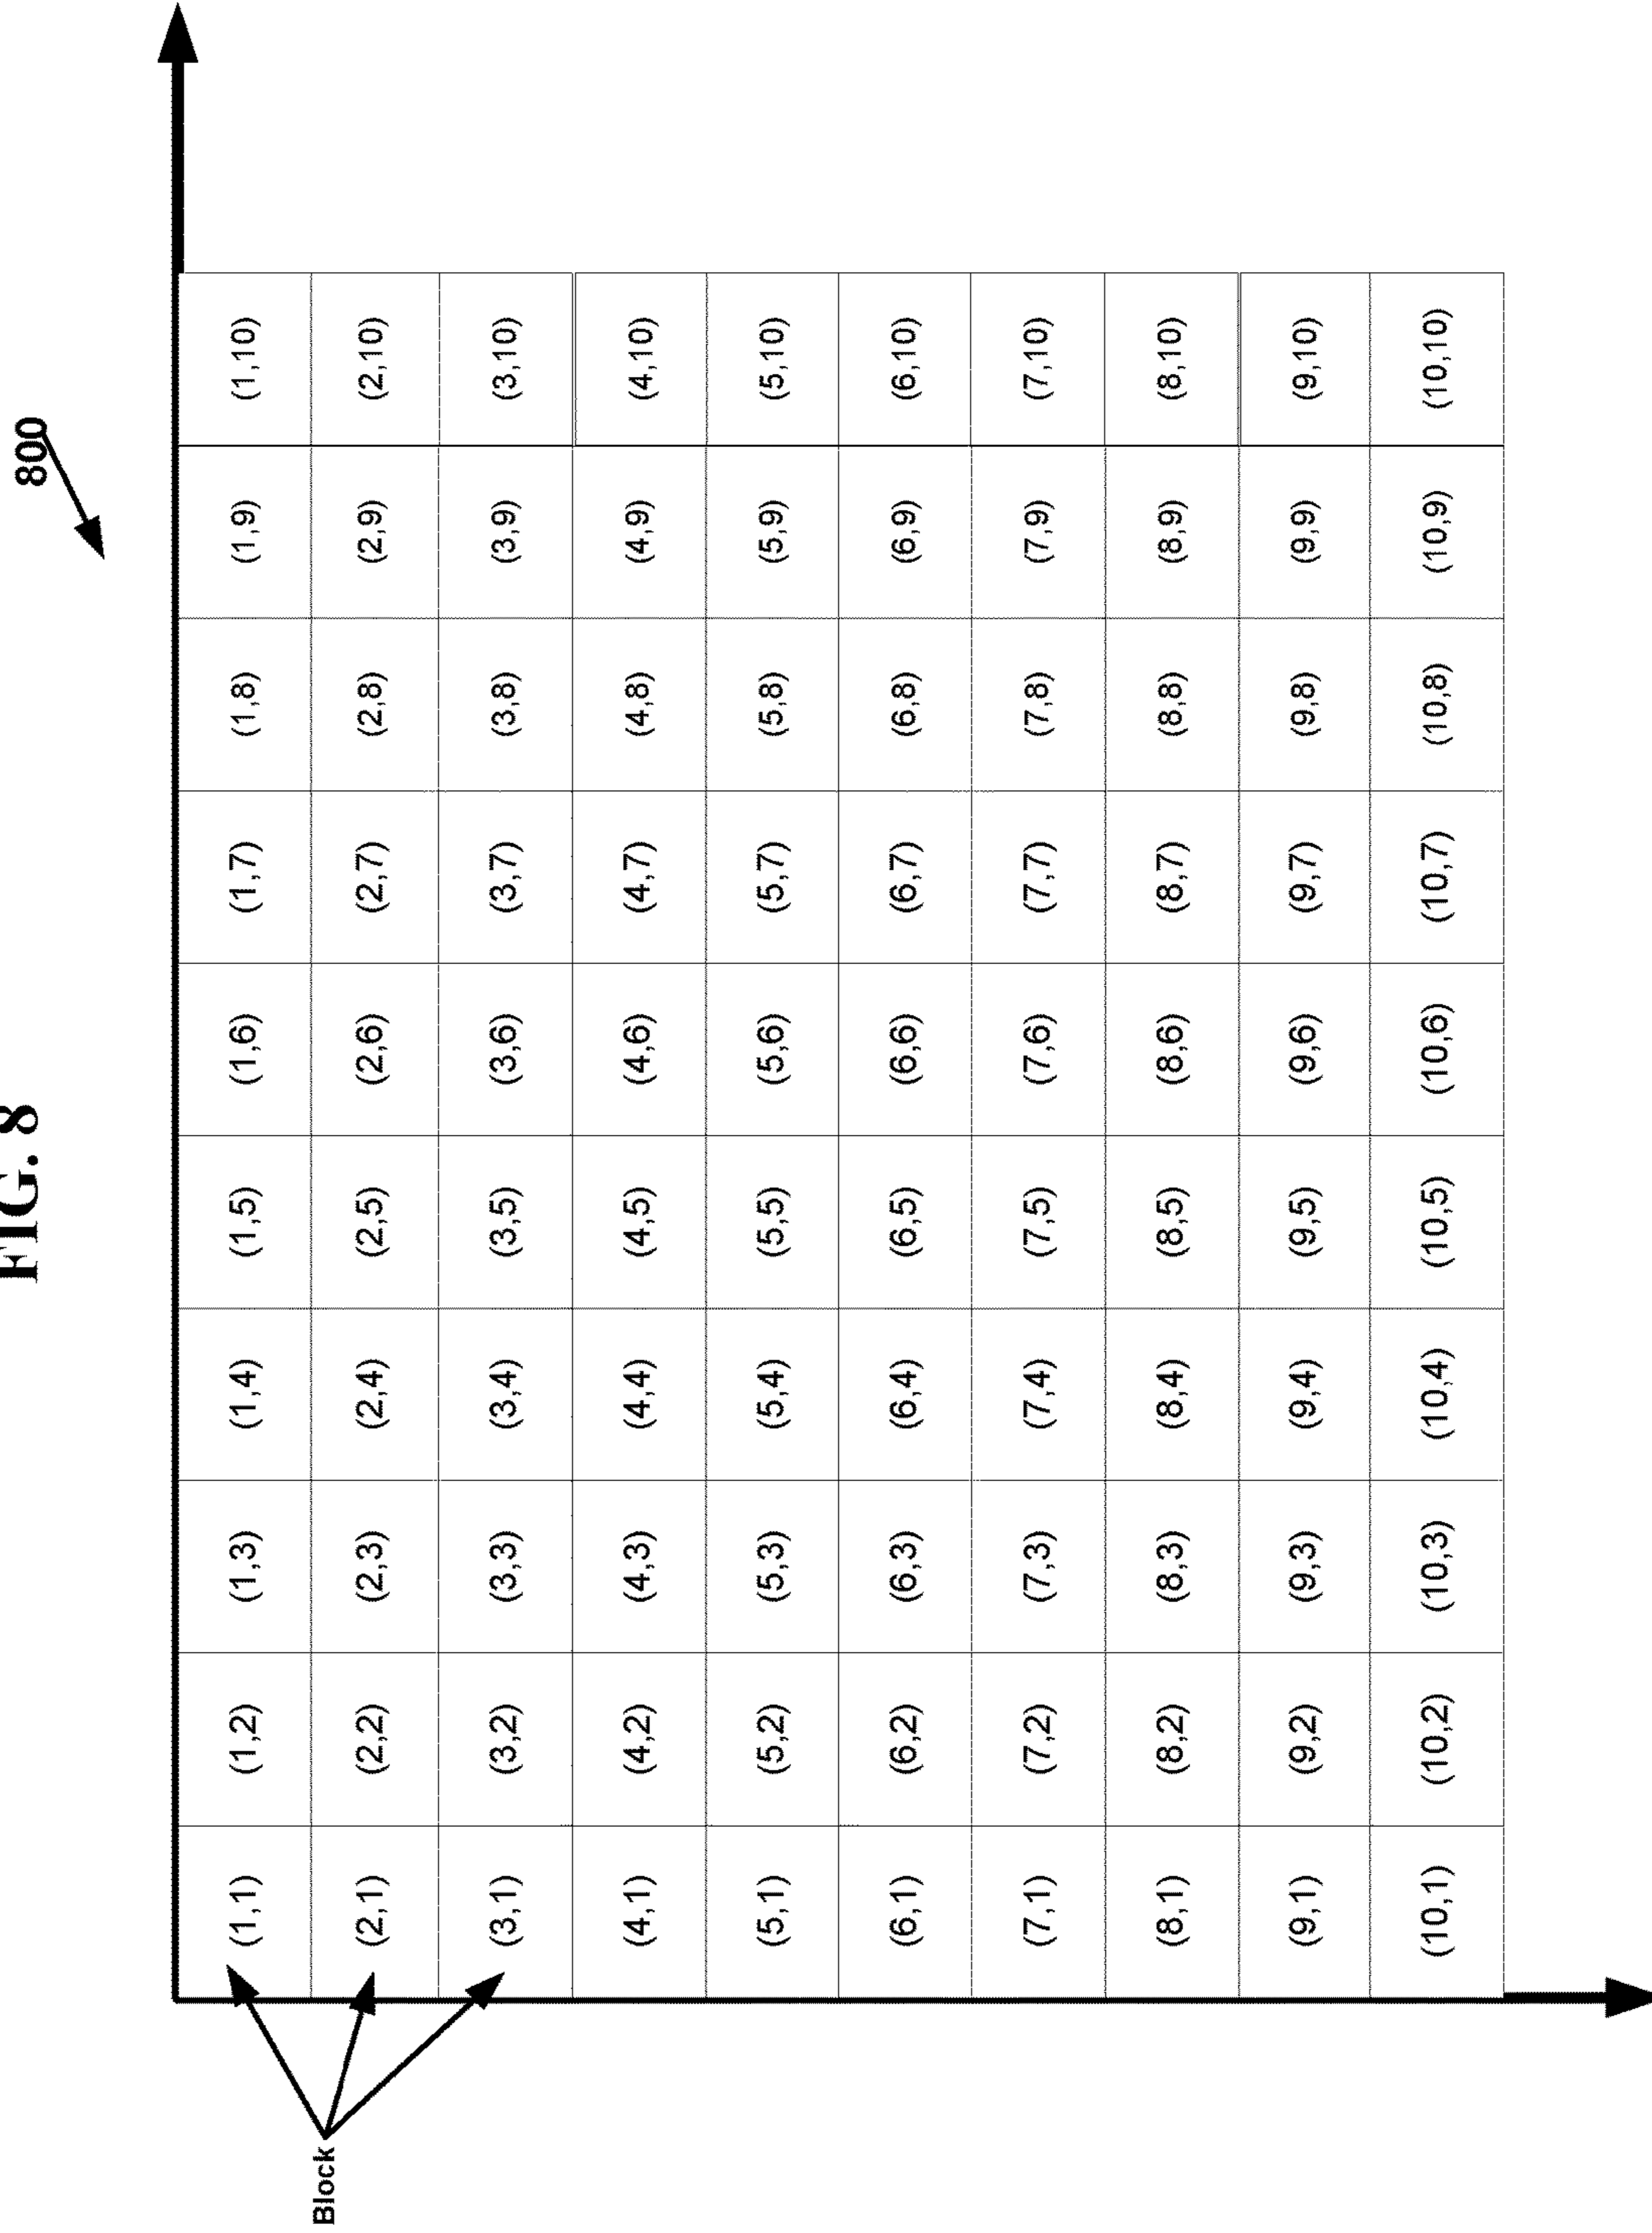 FIG. 8
800
(1,1) (1,2) (1,3) (1,4) (1,5) (1,6) (1,7) (1,8) (1,9) (1,10)
Block
(2,1) (2,2) (2,3) (2,4) (2,5) (2,6) (2,7) (2,8) (2,9) (2,10)
(3,1) (3,2) (3,3) (3,4) (3,5) (3,6) (3,7) (3,8) (3,9) (3,10)
(4,1) (4,2) (4,3) (4,4) (4,5) (4,6) (4,7) (4,8) (4,9) (4,10)
(5,1) (5,2) (5,3) (5,4) (5,5) (5,6) (5,7) (5,8) (5,9) (5,10)
(6,1) (6,2) (6,3) (6,4) (6,5) (6,6) (6,7) (6,8) (6,9) (6,10)
(7,1) (7,2) (7,3) (7,4) (7,5) (7,6) (7,7) (7,8) (7,9) (7,10)
(8,1) (8,2) (8,3) (8,4) (8,5) (8,6) (8,7) (8,8) (8,9) (8,10)
(9,1) (9,2) (9,3) (9,4) (9,5) (9,6) (9,7) (9,8) (9,9) (9,10)
(10,1) (10,2) (10,3) (10,4) (10,5) (10,6) (10,7) (10,8) (10,9) (10,10)